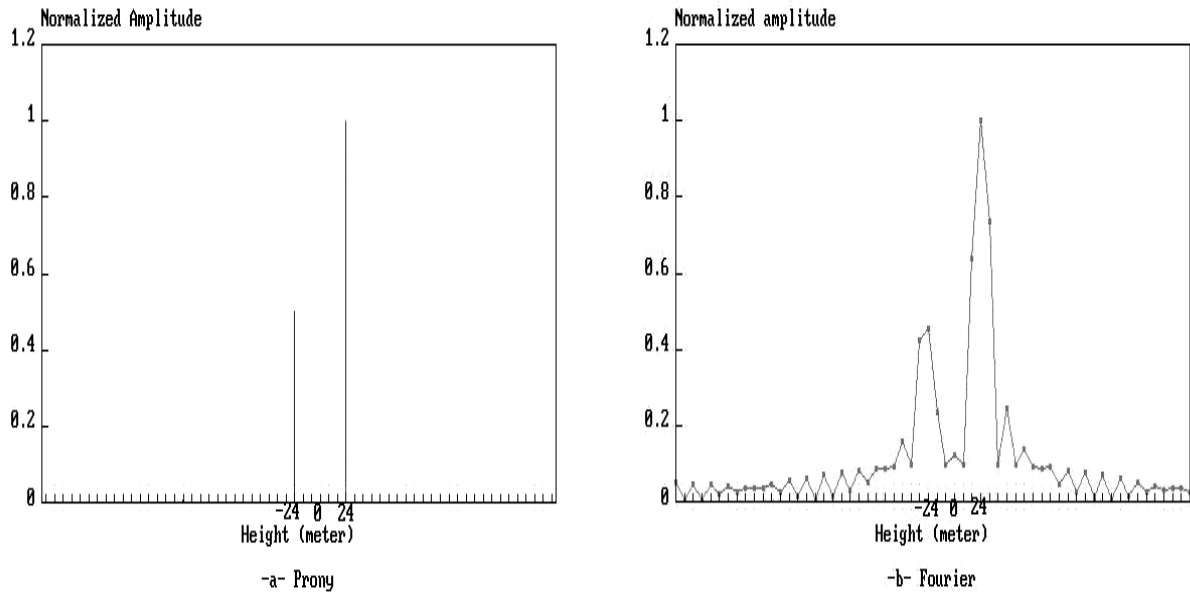 Normalized Amplitude
1.2
1
0.8
0.6
0.4
0.2
0
-24 0 24
Height (meter)
-a- Prony
Normalized amplitude
1.2
1
0.8
0.6
0.4
0.2
0
-24 0 24
Height (meter)
-b- Fourier